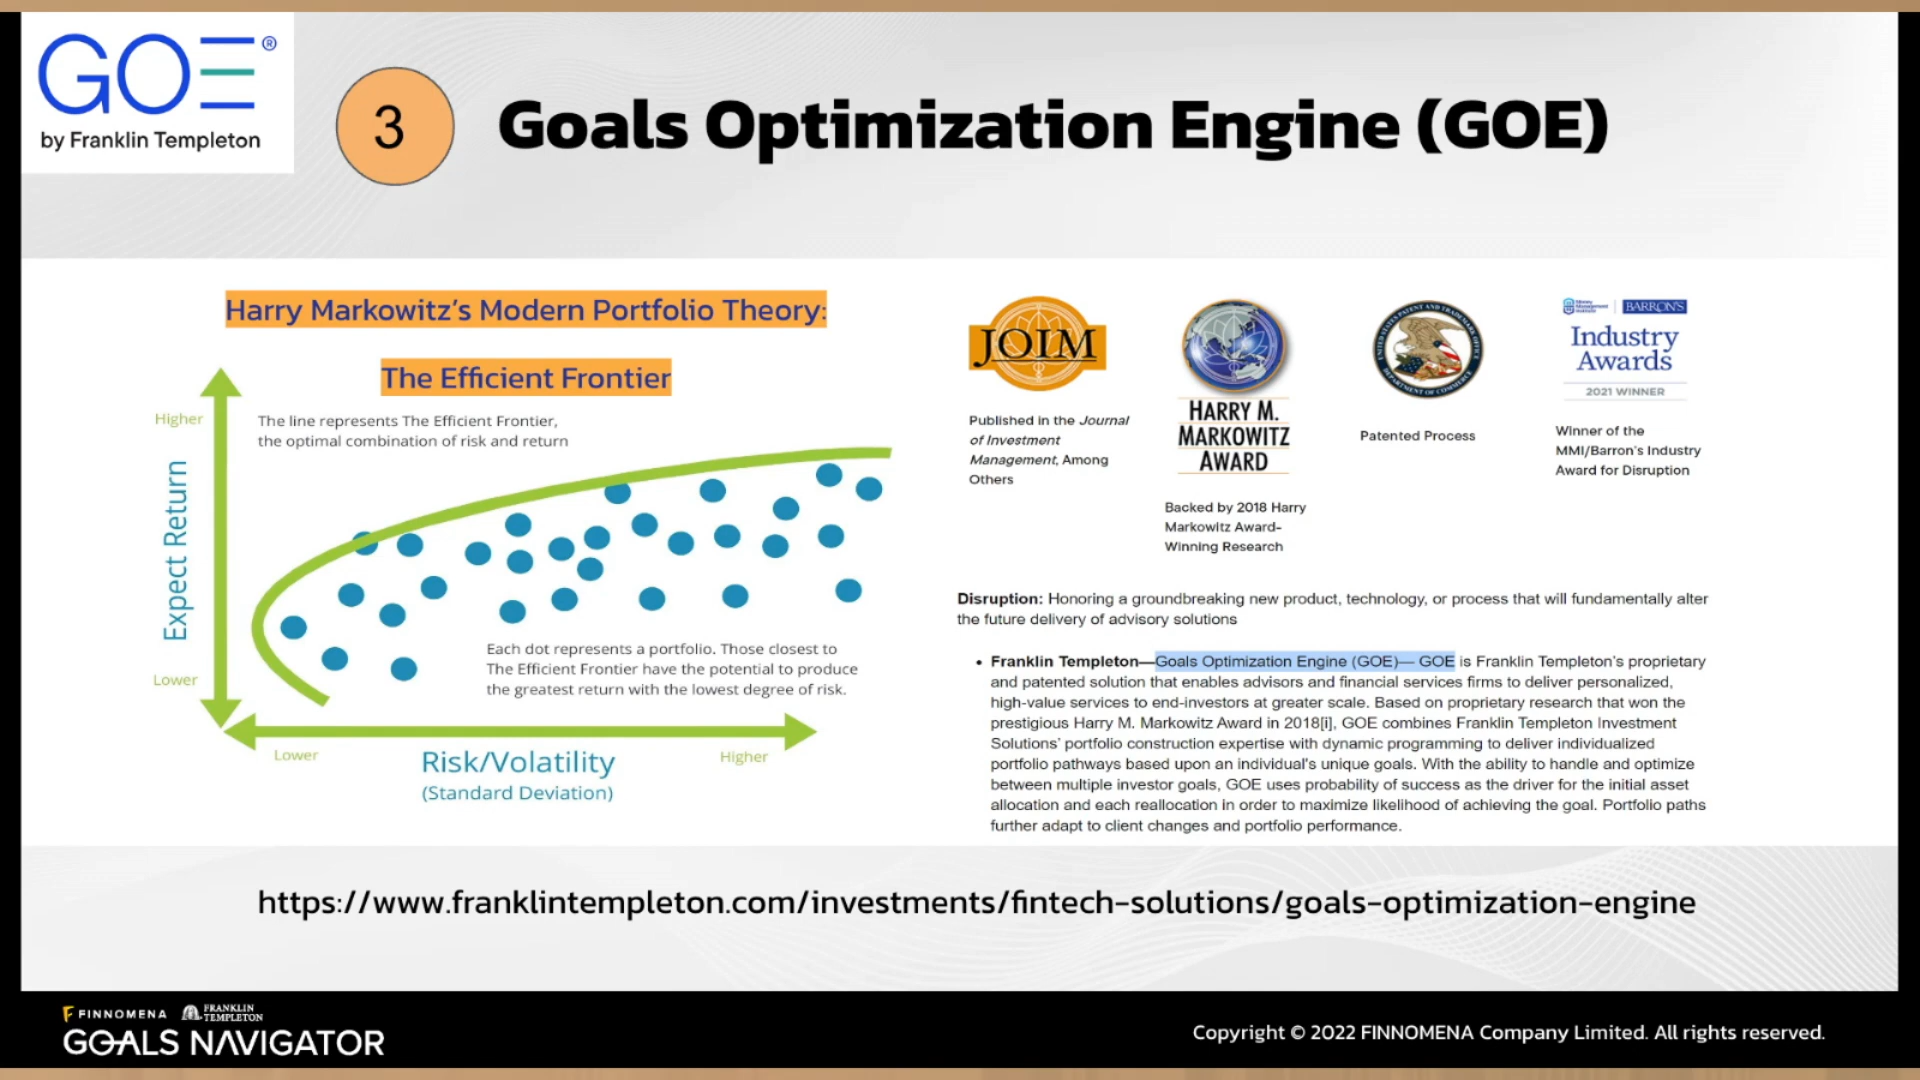 GOE®
by Franklin Templeton
3
Goals Optimization Engine (GOE)
Harry Markowitz's Modern Portfolio Theory:
The Efficient Frontier
Higher
The line represents The Efficient Frontier,
the optimal combination of risk and return
Expect Return
Each dot represents a portfolio. Those closest to
The Efficient Frontier have the potential to produce
the greatest return with the lowest degree of risk.
Lower
Lower
Risk/Volatility
Higher
(Standard Deviation)
JOIM
Published in the Journal
of Investment
Management, Among
Others
HARRY M.
MARKOWITZ
AWARD
Backed by 2018 Harry
Markowitz Award-
Winning Research
UNITED STATES PATENT AND TRADEMARK OFFICE
DEPARTMENT OF COMMERCE
Patented Process
Money
Management
Institute
BARRON'S
Industry
Awards
2021 WINNER
Winner of the
MMI/Barron's Industry
Award for Disruption
Disruption: Honoring a groundbreaking new product, technology, or process that will fundamentally alter
the future delivery of advisory solutions
• Franklin Templeton—Goals Optimization Engine (GOE)— GOE is Franklin Templeton's proprietary
and patented solution that enables advisors and financial services firms to deliver personalized,
high-value services to end-investors at greater scale. Based on proprietary research that won the
prestigious Harry M. Markowitz Award in 2018[i], GOE combines Franklin Templeton Investment
Solutions' portfolio construction expertise with dynamic programming to deliver individualized
portfolio pathways based upon an individual's unique goals. With the ability to handle and optimize
between multiple investor goals, GOE uses probability of success as the driver for the initial asset
allocation and each reallocation in order to maximize likelihood of achieving the goal. Portfolio paths
further adapt to client changes and portfolio performance.
https://www.franklintempleton.com/investments/fintech-solutions/goals-optimization-engine
FINNOMENA
FRANKLIN
TEMPLETON
GOALS NAVIGATOR
Copyright © 2022 FINNOMENA Company Limited. All rights reserved.